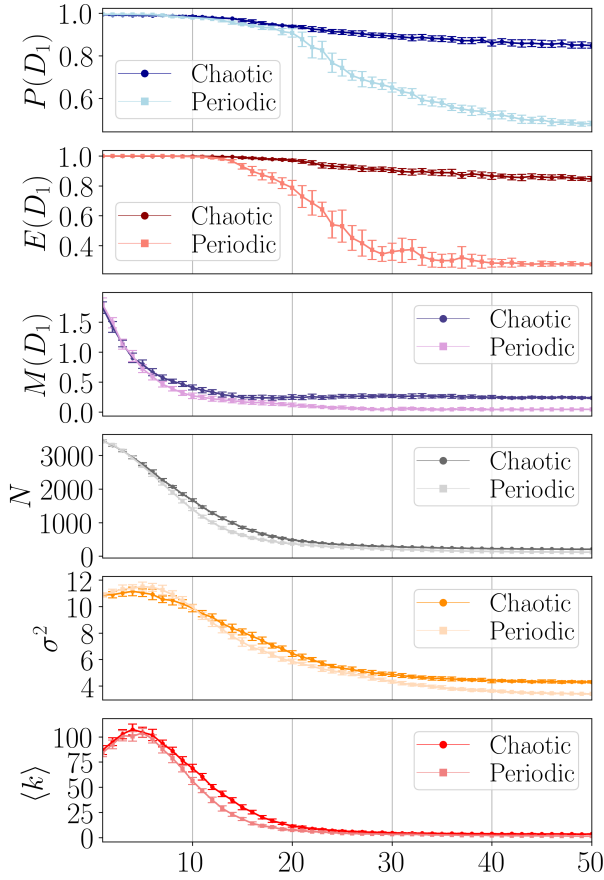 P(D₁)
1.0
0.8
0.6
Chaotic
Periodic
E(D₁)
1.0
0.8
0.6
0.4
Chaotic
Periodic
M(D₁)
1.5
1.0
0.5
0.0
Chaotic
Periodic
N
3000
2000
1000
0
Chaotic
Periodic
σ²
12
10
8
6
4
Chaotic
Periodic
⟨k⟩
100
75
50
25
0
Chaotic
Periodic
10 20 30 40 50